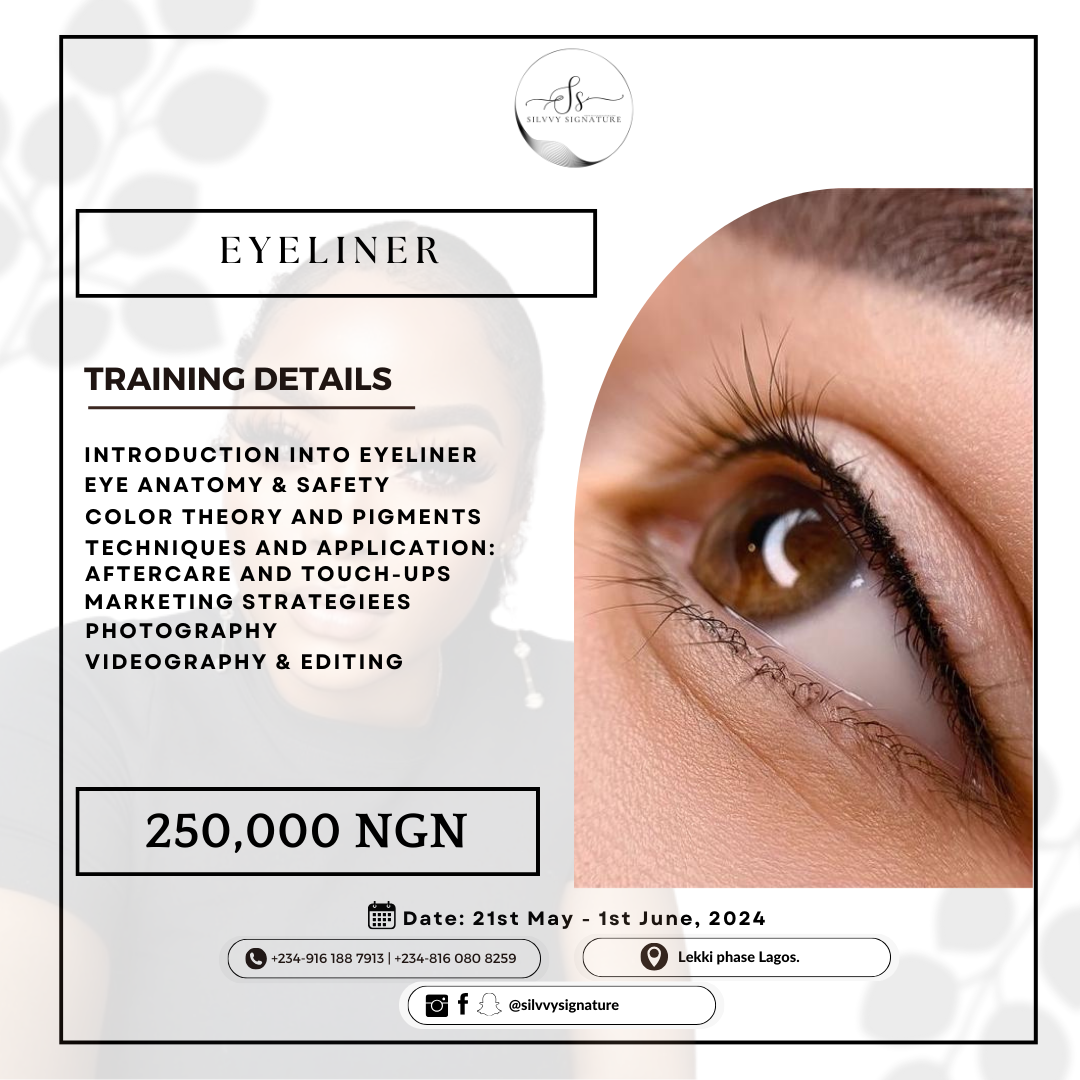 Ss
SILVVY SIGNATURE
EYELINER
TRAINING DETAILS
INTRODUCTION INTO EYELINER
EYE ANATOMY & SAFETY
COLOR THEORY AND PIGMENTS
TECHNIQUES AND APPLICATION:
AFTERCARE AND TOUCH-UPS
MARKETING STRATEGIEES
PHOTOGRAPHY
VIDEOGRAPHY & EDITING
250,000 NGN
Date: 21st May - 1st June, 2024
+234-916 188 7913 | +234-816 080 8259
Lekki phase Lagos.
@silvvysignature